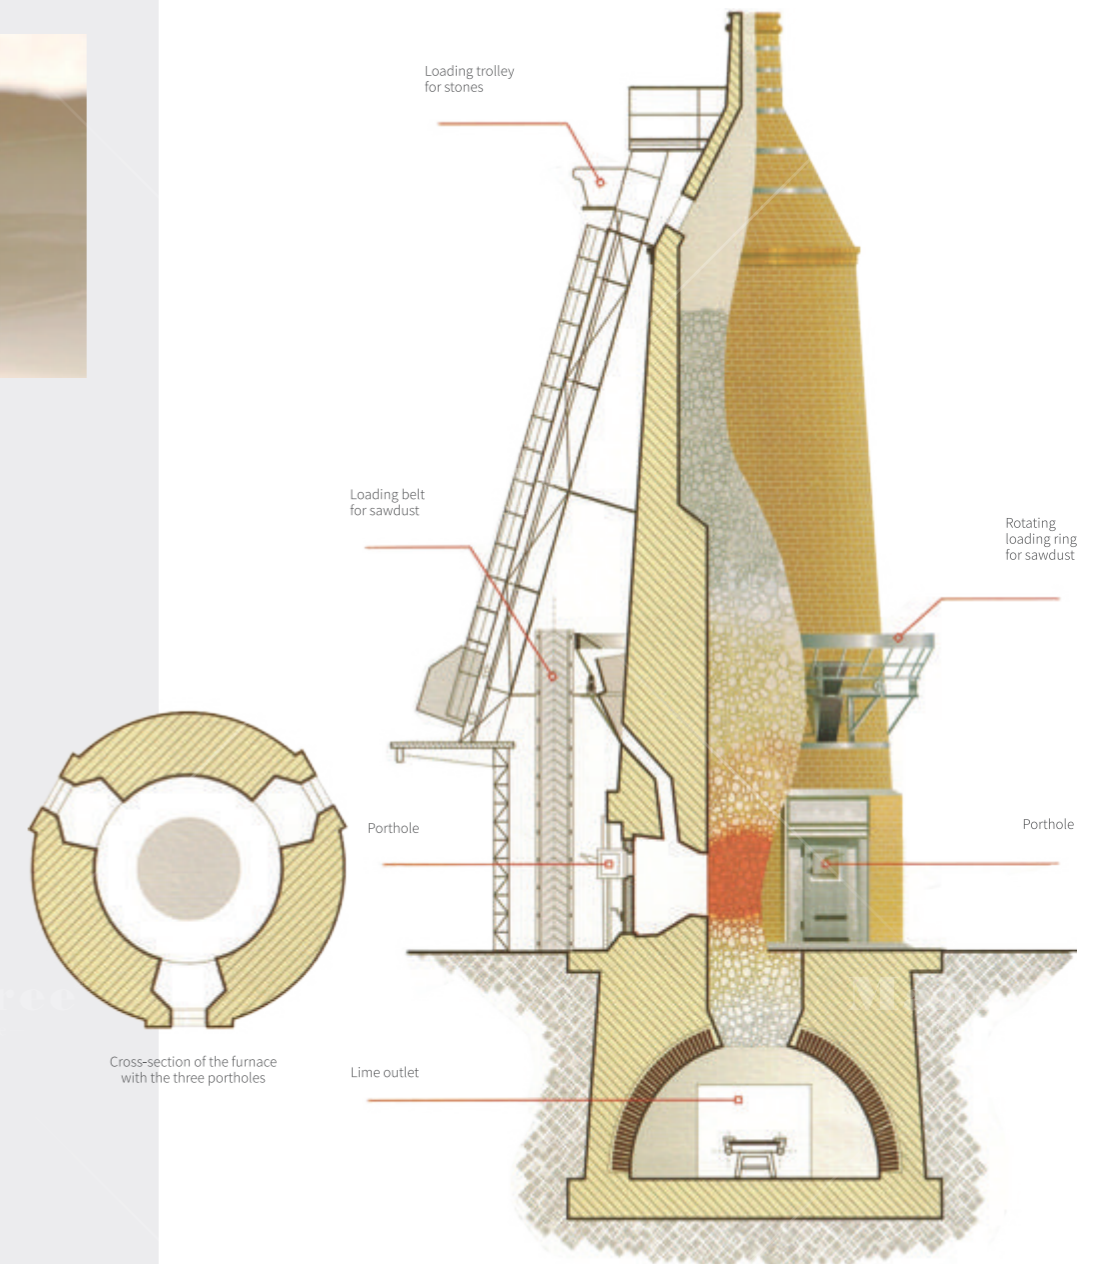 Loading trolley
for stones
Loading belt
for sawdust
Rotating
loading ring
for sawdust
Porthole
Porthole
Cross-section of the furnace
with the three portholes
Lime outlet